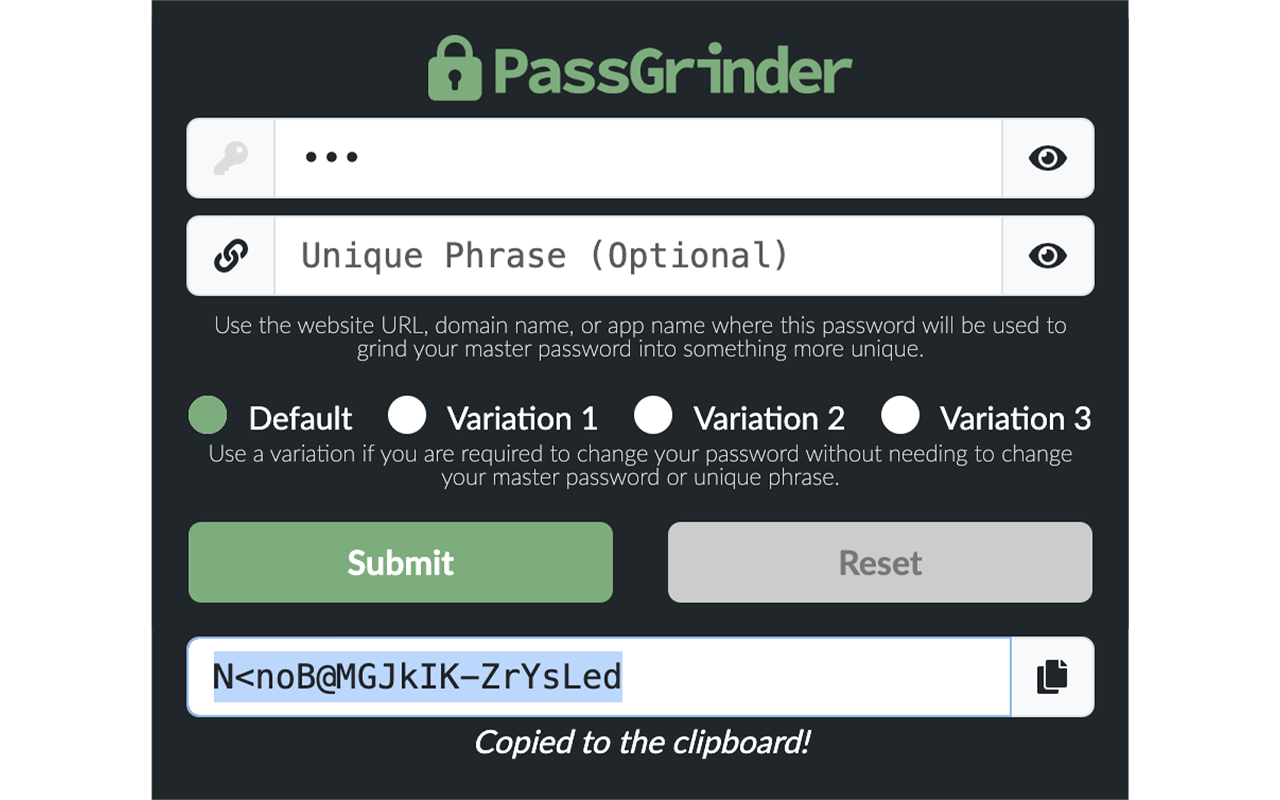 PassGrinder
•••
Unique Phrase (Optional)
Use the website URL, domain name, or app name where this password will be used to
grind your master password into something more unique.
Default Variation 1 Variation 2 Variation 3
Use a variation if you are required to change your password without needing to change
your master password or unique phrase.
Submit Reset
N<noB@MGJkIK-ZrYsLed
Copied to the clipboard!